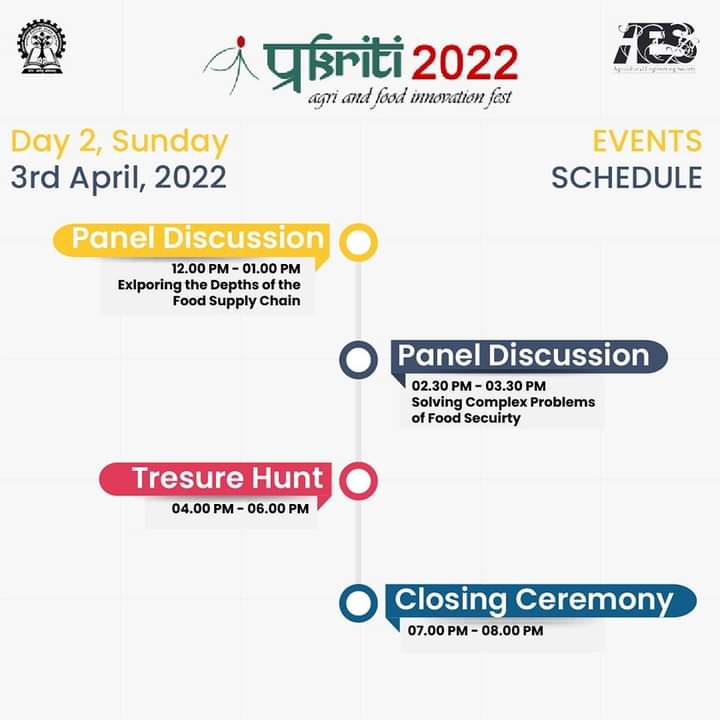 प्रkriti 2022
agri and food innovation fest
AES
Agricultural Engineering Society
Day 2, Sunday
3rd April, 2022
EVENTS
SCHEDULE
Panel Discussion
12.00 PM - 01.00 PM
Exlporing the Depths of the
Food Supply Chain
Panel Discussion
02.30 PM - 03.30 PM
Solving Complex Problems
of Food Secuirty
Tresure Hunt
04.00 PM - 06.00 PM
Closing Ceremony
07.00 PM - 08.00 PM